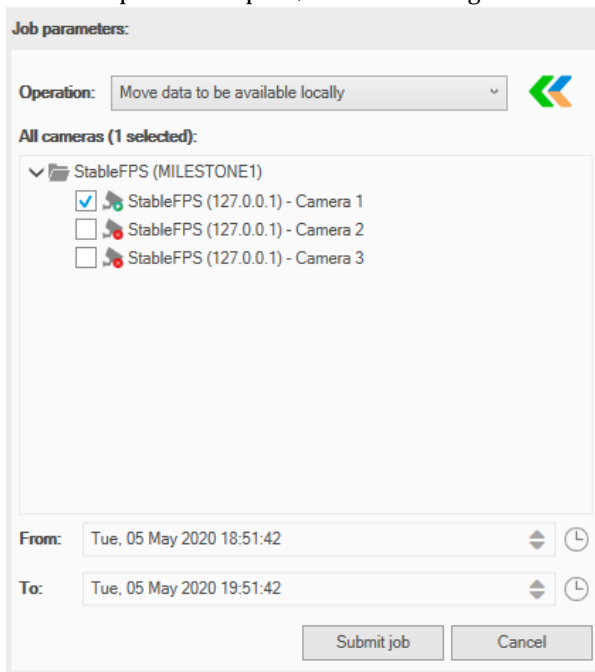 Job parameters:
Operation: Move data to be available locally
All cameras (1 selected):
StableFPS (MILESTONE1)
StableFPS (127.0.0.1) - Camera 1
StableFPS (127.0.0.1) - Camera 2
StableFPS (127.0.0.1) - Camera 3
From: Tue, 05 May 2020 18:51:42
To: Tue, 05 May 2020 19:51:42
Submit job Cancel